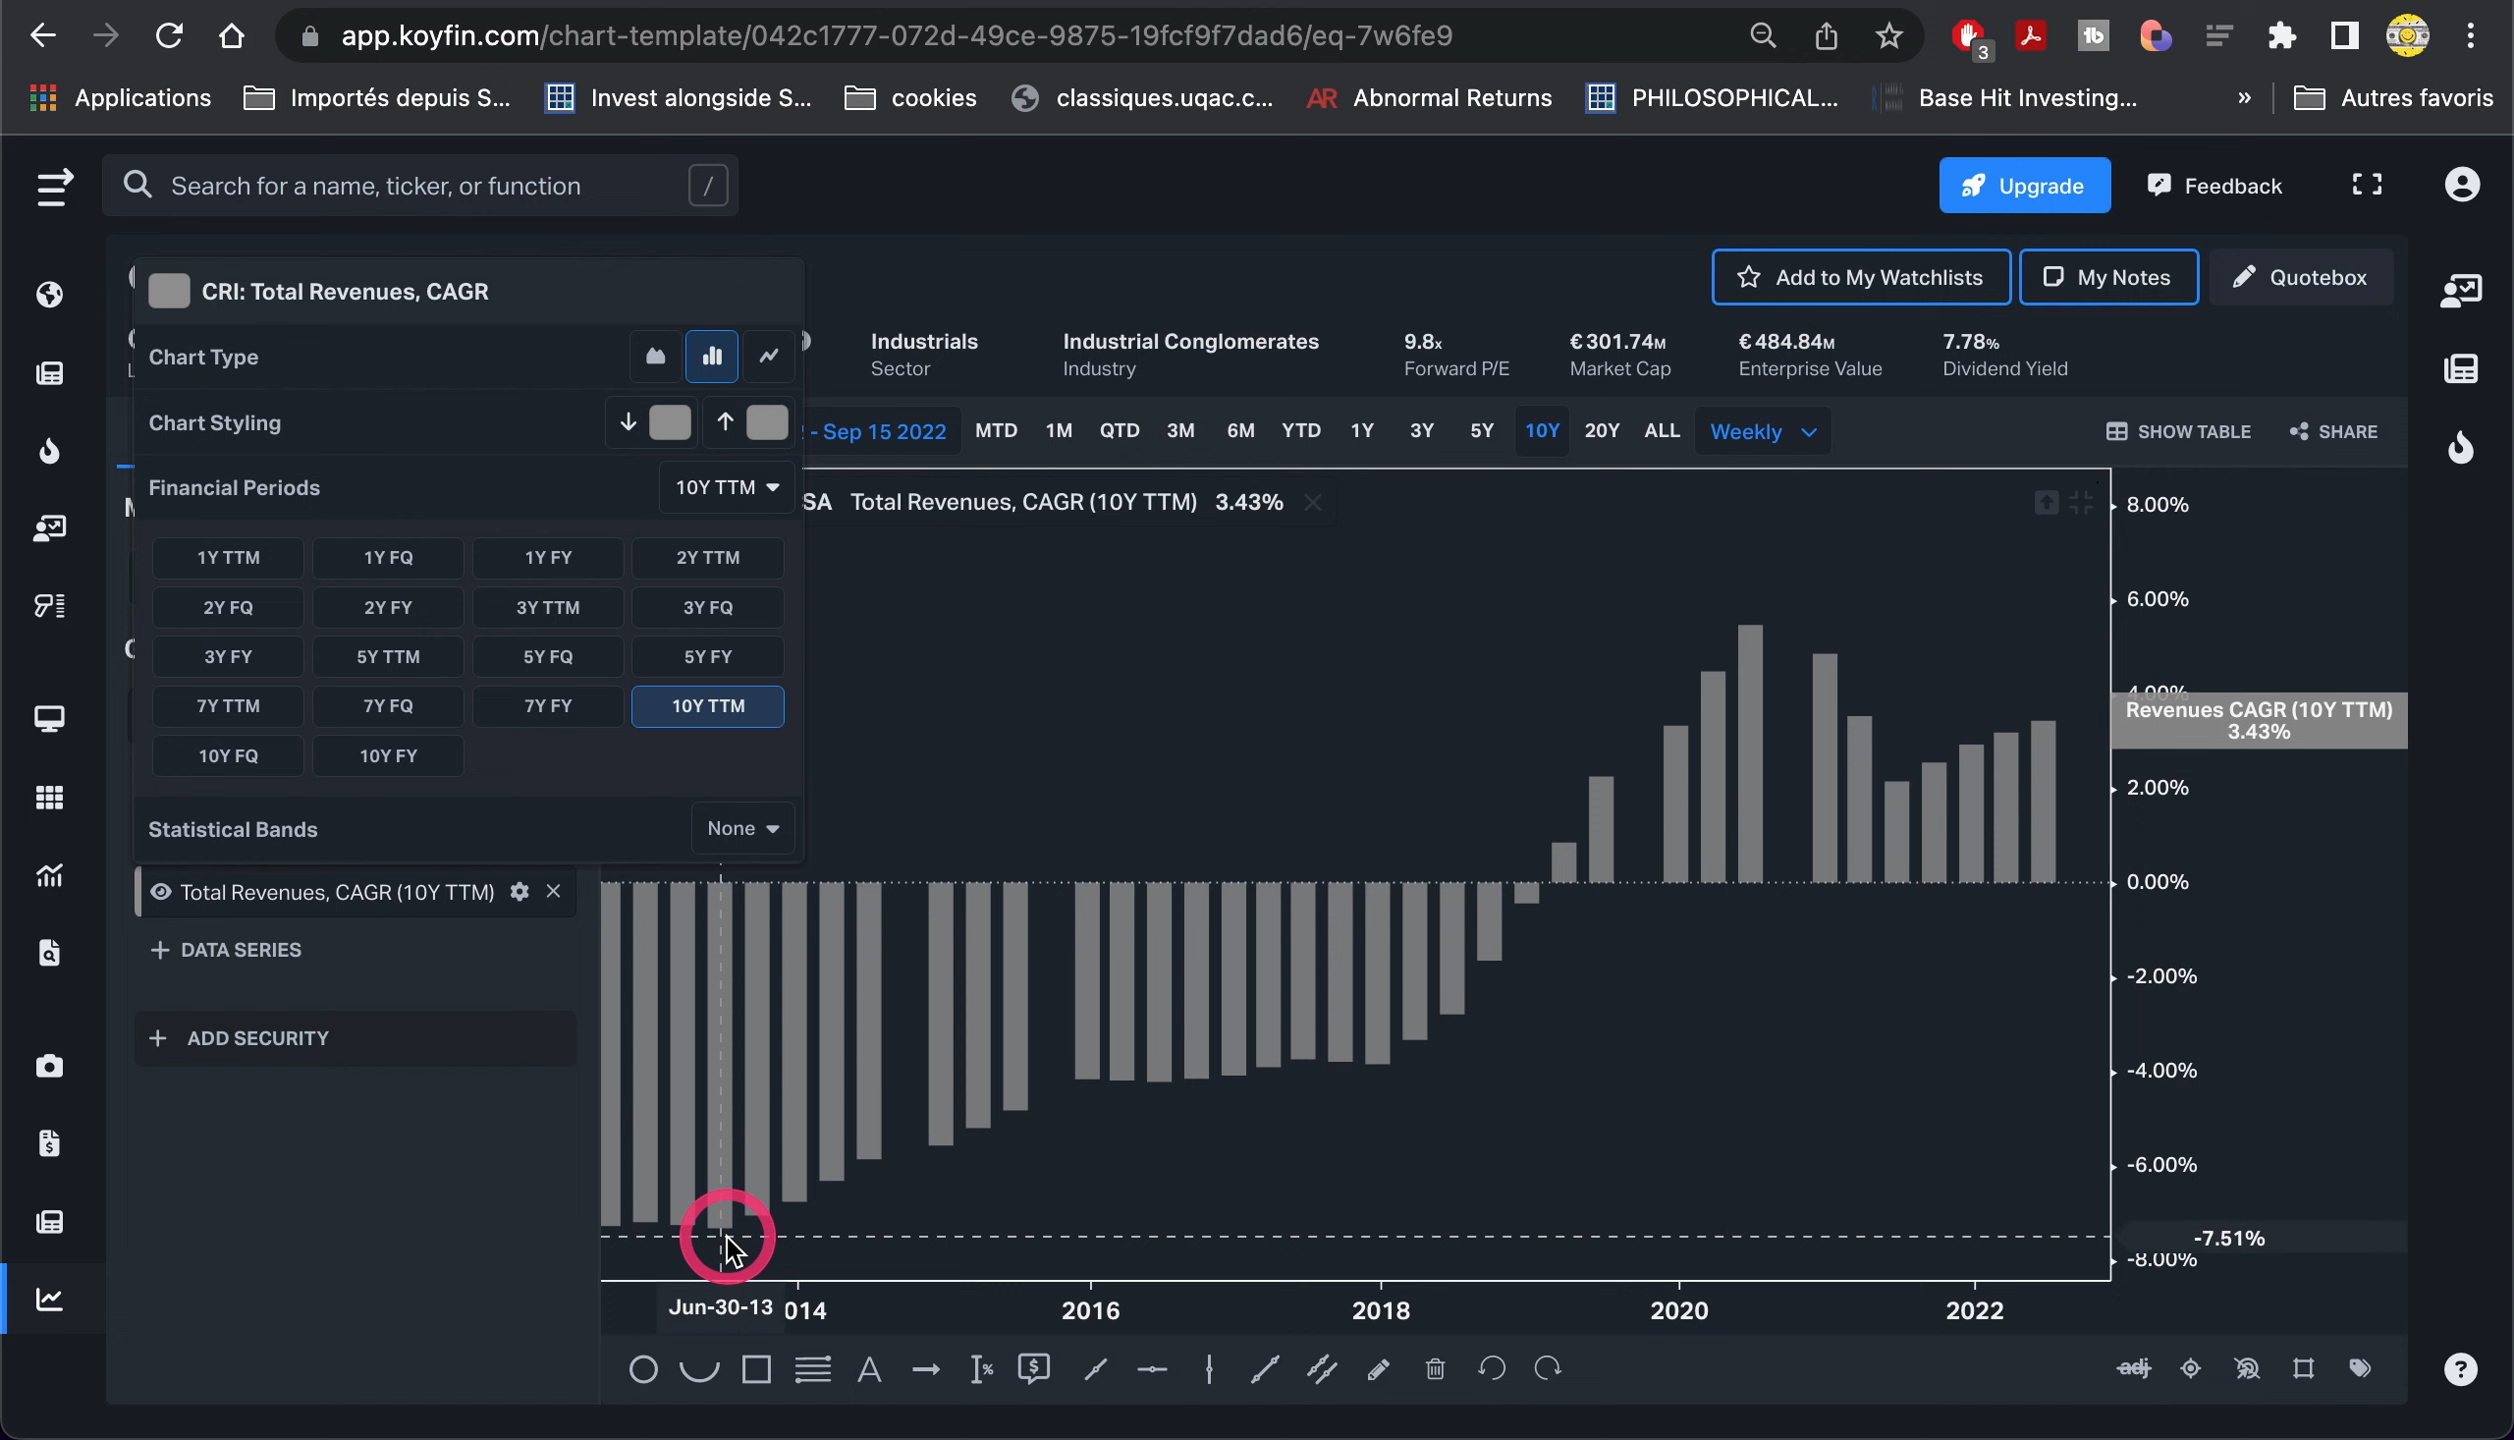 app.koyfin.com/chart-template/042c1777-072d-49ce-9875-19fcf9f7dad6/eq-7w6fe9
3
Applications
Importés depuis S...
Invest alongside S...
cookies
classiques.uqac.c...
AR Abnormal Returns
PHILOSOPHICAL...
Base Hit Investing...
»
Autres favoris
Search for a name, ticker, or function
/
Upgrade
Feedback
Add to My Watchlists
My Notes
Quotebox
Industrials
Sector
Industrial Conglomerates
Industry
9.8x
Forward P/E
€301.74M
Market Cap
€484.84M
Enterprise Value
7.78%
Dividend Yield
CRI: Total Revenues, CAGR
Chart Type
Chart Styling
Financial Periods
10Y TTM
1Y TTM
1Y FQ
1Y FY
2Y TTM
2Y FQ
2Y FY
3Y TTM
3Y FQ
3Y FY
5Y TTM
5Y FQ
5Y FY
7Y TTM
7Y FQ
7Y FY
10Y TTM
10Y FQ
10Y FY
Statistical Bands
None
- Sep 15 2022
MTD
1M
QTD
3M
6M
YTD
1Y
3Y
5Y
10Y
20Y
ALL
Weekly
SHOW TABLE
SHARE
SA Total Revenues, CAGR (10Y TTM) 3.43%
8.00%
6.00%
4.00%
Revenues CAGR (10Y TTM)
3.43%
2.00%
0.00%
-2.00%
-4.00%
-6.00%
-7.51%
-8.00%
Total Revenues, CAGR (10Y TTM)
+ DATA SERIES
+ ADD SECURITY
Jun-30-13
014
2016
2018
2020
2022
A
%
$
adj
?